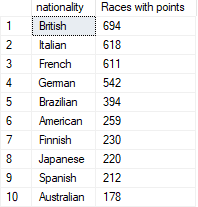 nationality Races with points
1 British 694
2 Italian 618
3 French 611
4 German 542
5 Brazilian 394
6 American 259
7 Finnish 230
8 Japanese 220
9 Spanish 212
10 Australian 178